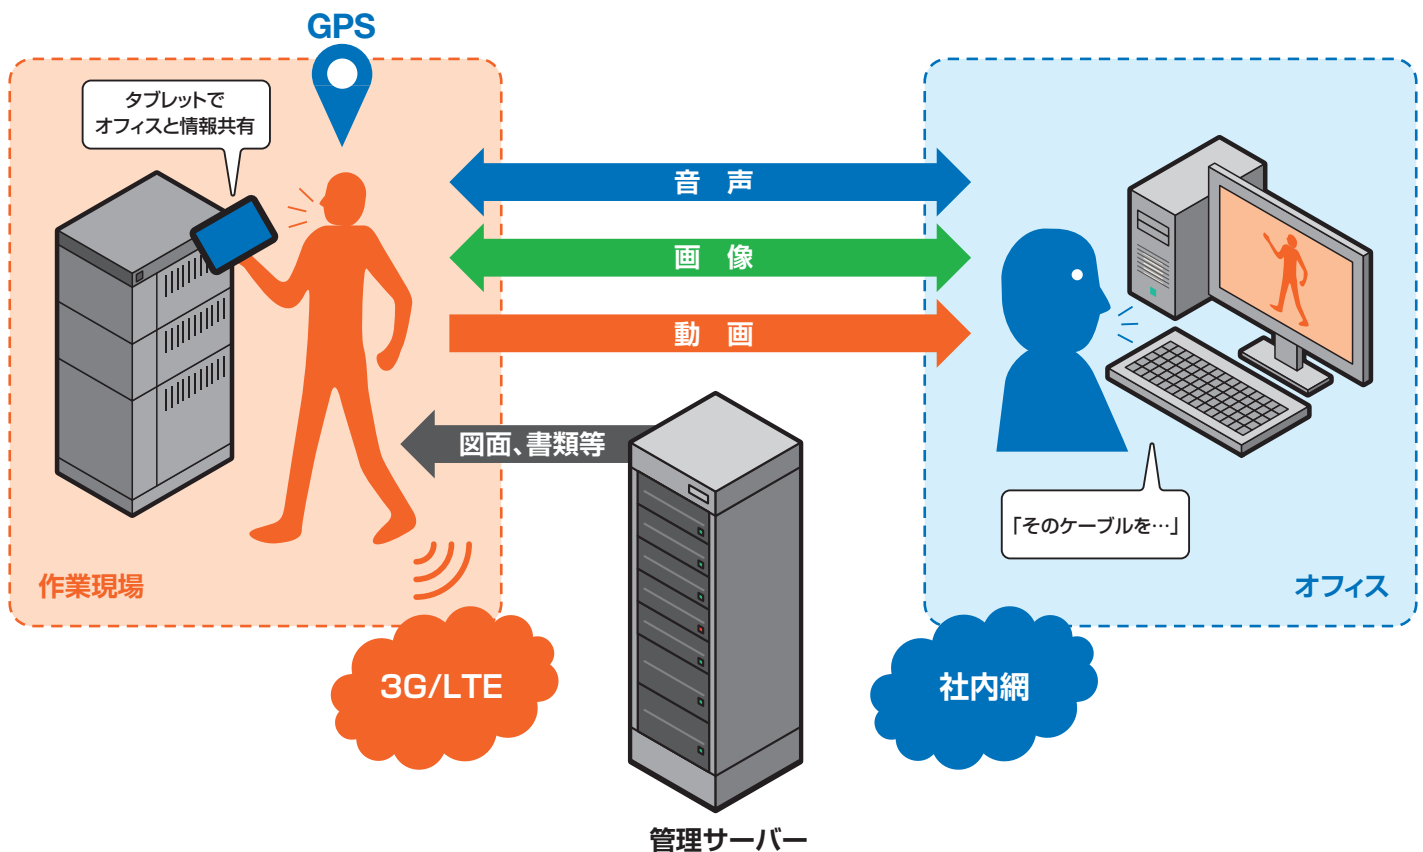 GPS
タブレットで
オフィスと情報共有
音 声
画 像
動 画
図面、書類等
「そのケーブルを…」
作業現場
オフィス
3G/LTE
社内網
管理サーバー